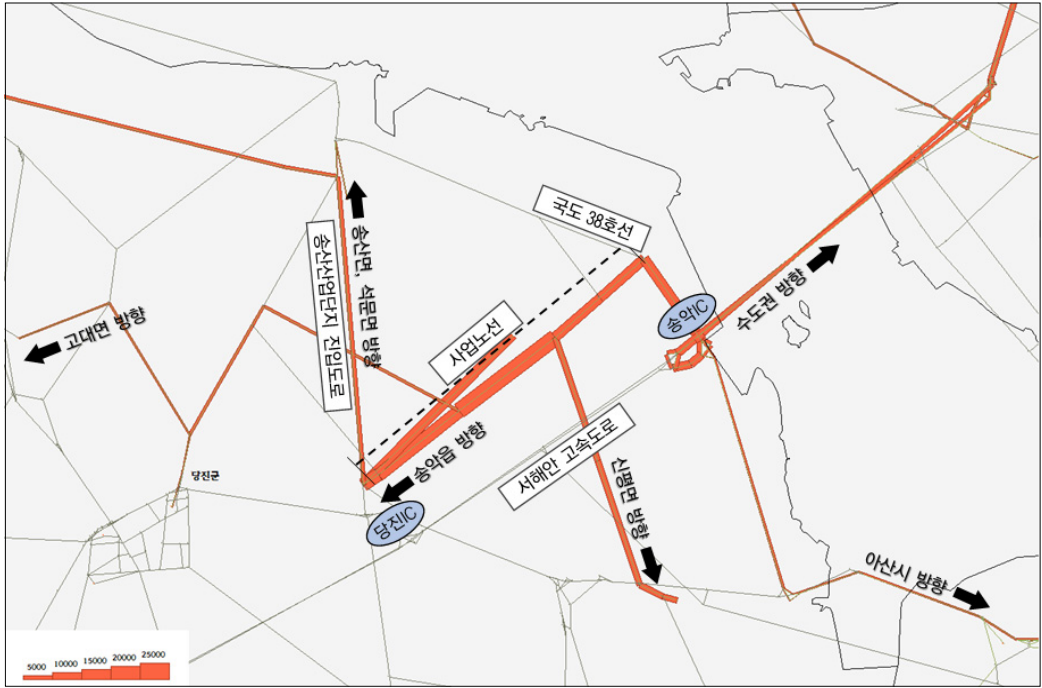 국도 38호선
송산면, 석문면 방향
송산산업단지 진입도로
송악IC
수도권 방향
고대면 방향
사업노선
송악읍 방향
서해안 고속도로
신평면 방향
당진군
당진IC
아산시 방향
5000 10000 15000 20000 25000